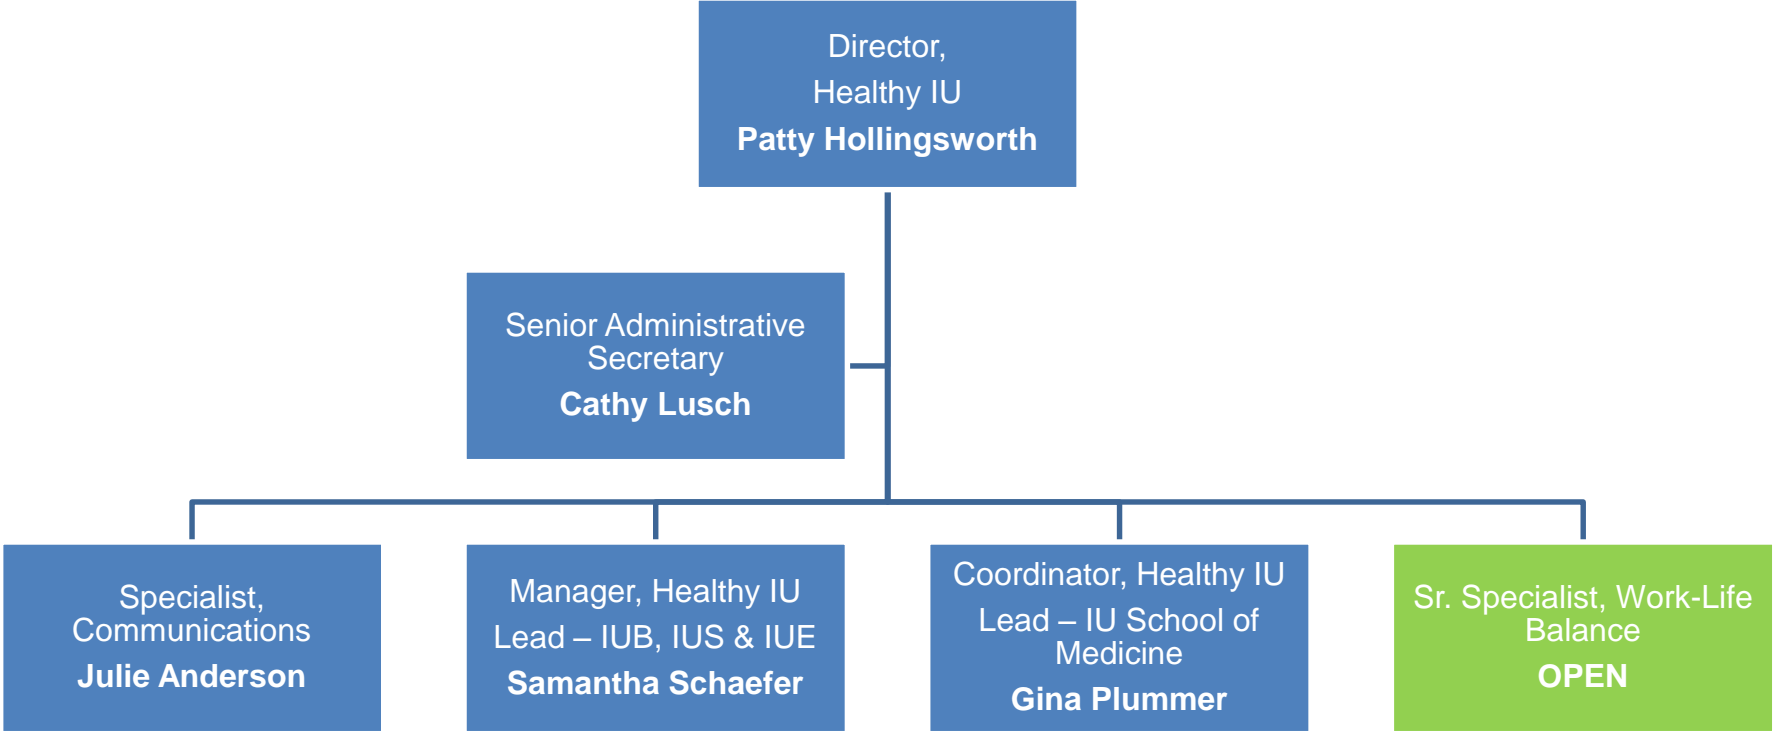 Director,
Healthy IU
Patty Hollingsworth
Senior Administrative
Secretary
Cathy Lusch
Specialist,
Communications
Julie Anderson
Manager, Healthy IU
Lead – IUB, IUS & IUE
Samantha Schaefer
Coordinator, Healthy IU
Lead – IU School of
Medicine
Gina Plummer
Sr. Specialist, Work-Life
Balance
OPEN